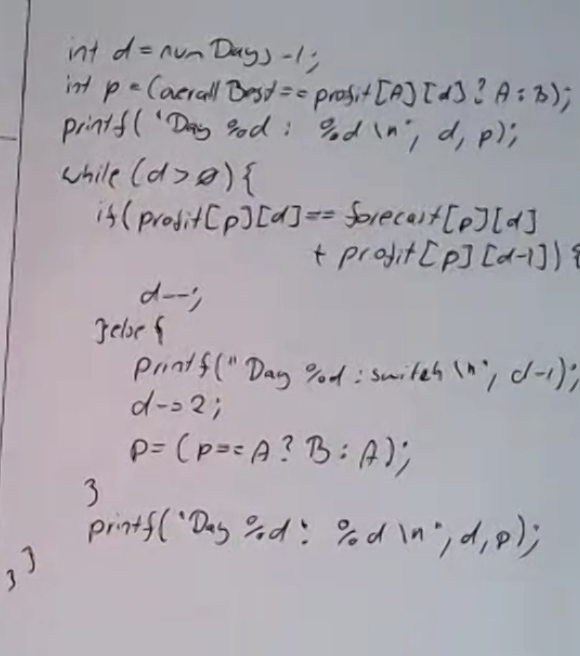 int d = numDays -1;
int p = (overallBest == profit[A][d] ? A : B);
printf("Day %d : %d \n", d, p);
while (d > 0) {
if (profit[p][d] == forecast[p][d]
+ profit[p][d-1]) {
d--;
} else {
printf("Day %d : switch \n", d-1);
d -= 2;
p = (p == A ? B : A);
}
printf("Day %d : %d \n", d, p);
}
}